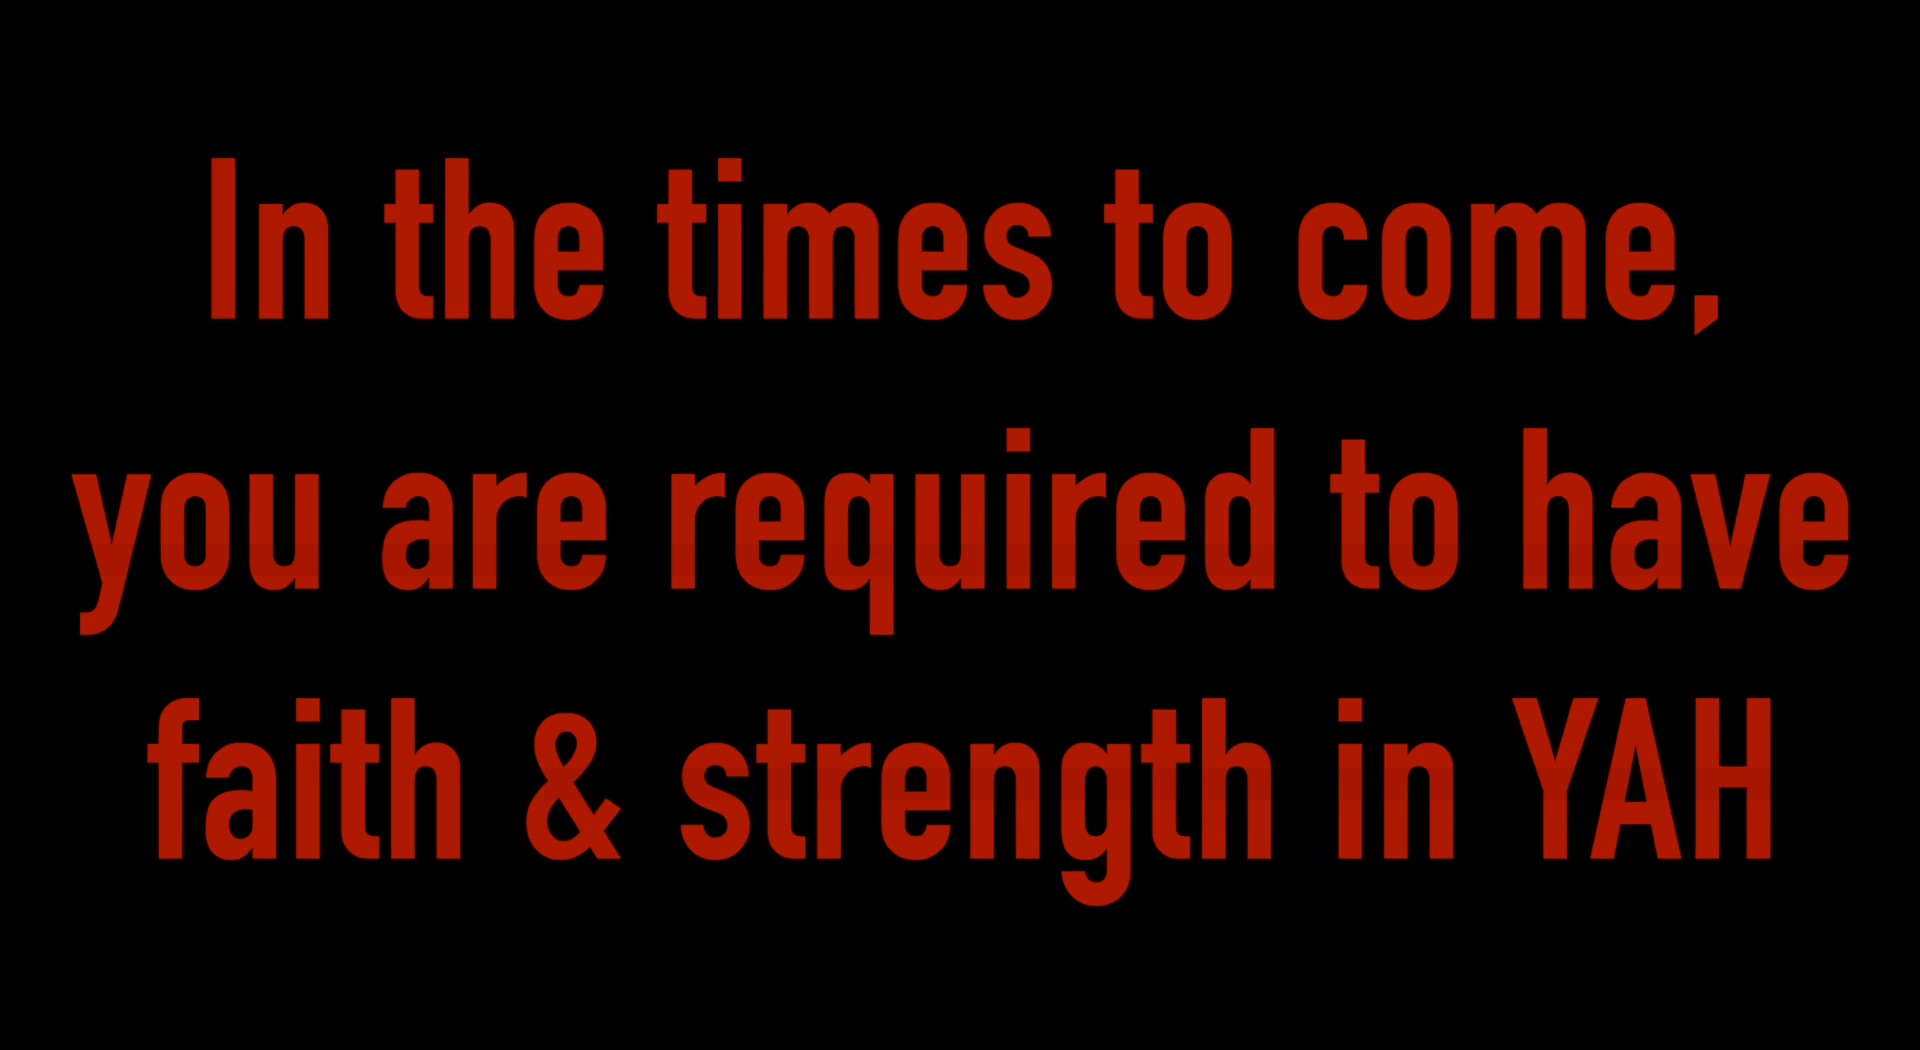 In the times to come,
you are required to have
faith & strength in YAH